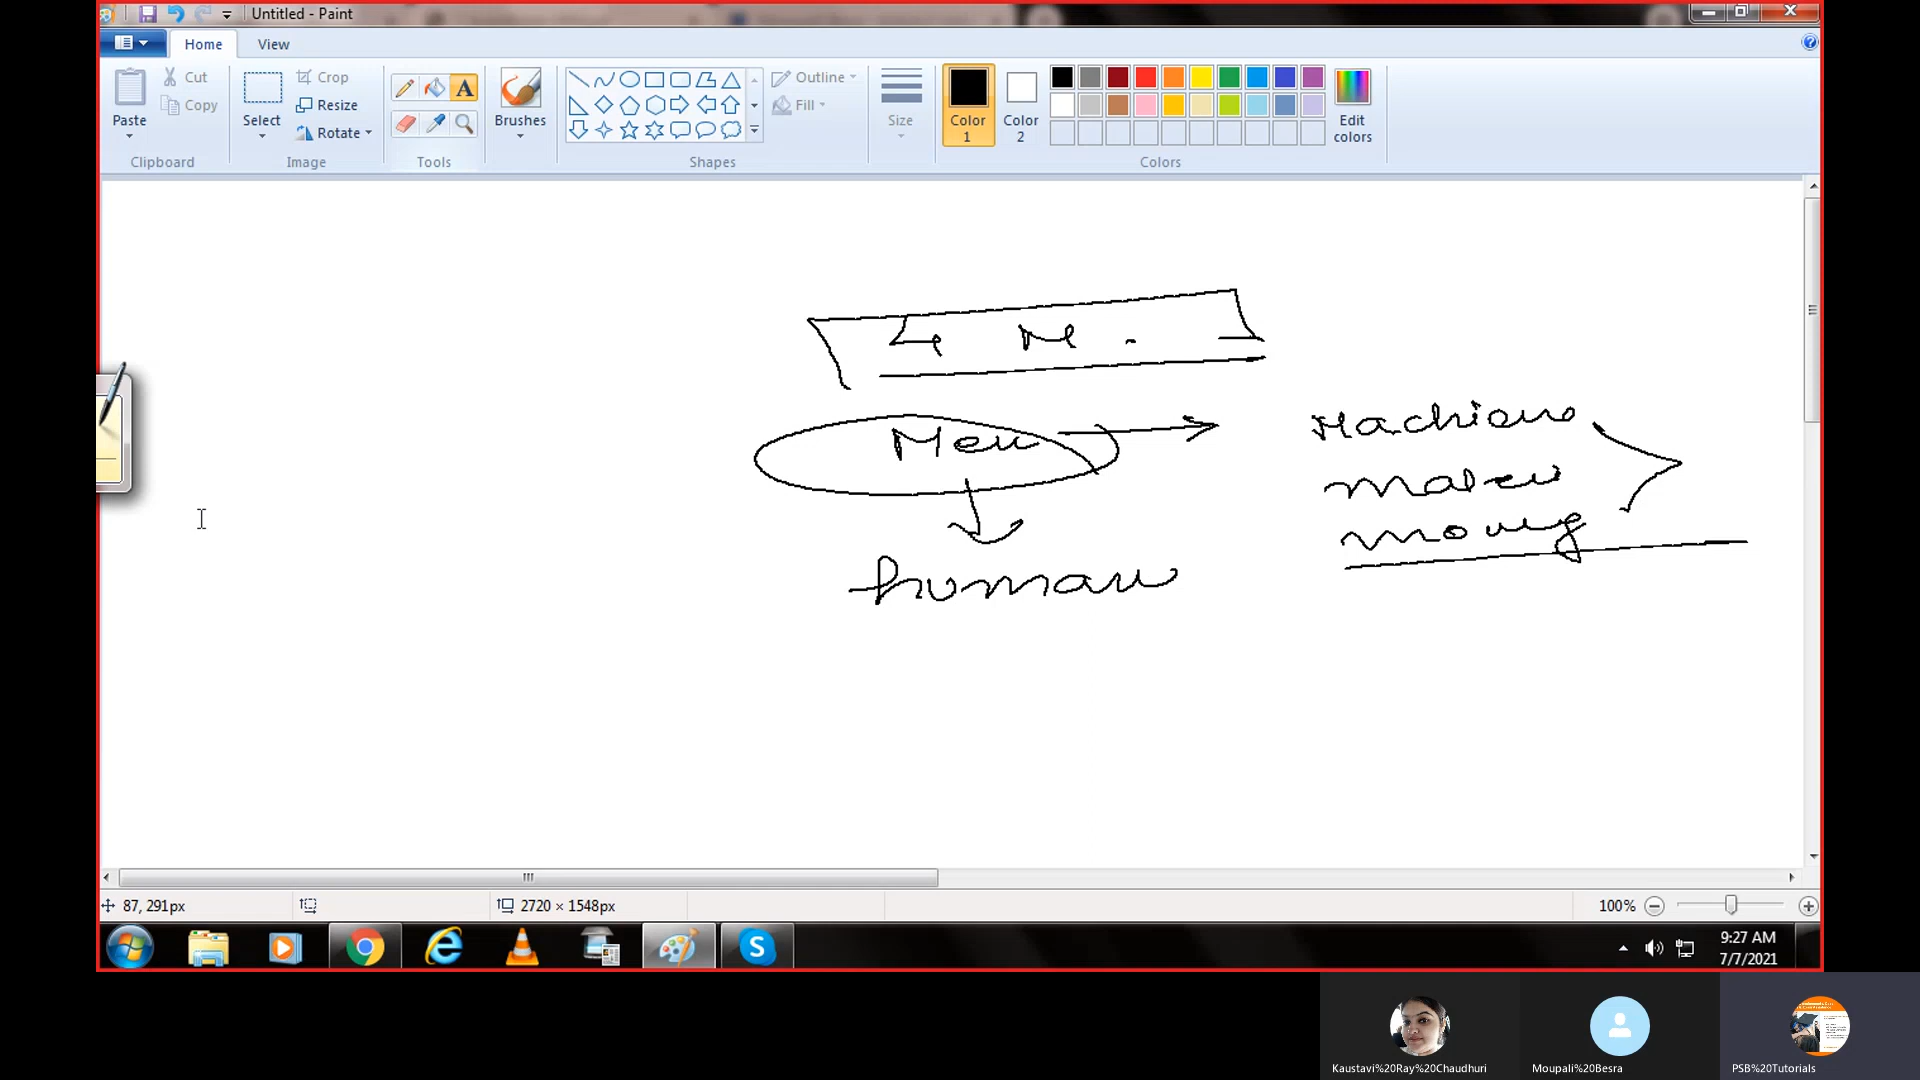 Untitled - Paint
Home View
Cut
Copy
Paste
Clipboard
Select
Crop
Resize
Rotate
Image
A
Tools
Brushes
Shapes
Outline
Fill
Size
Color 1
Color 2
Edit colors
Colors
4 M . -
Men
human
Machione
money
87, 291px
2720 × 1548px
100%
9:27 AM
7/7/2021
Kaustavi%20Ray%20Chaudhuri
Moupali%20Besra
PSB%20Tutorials